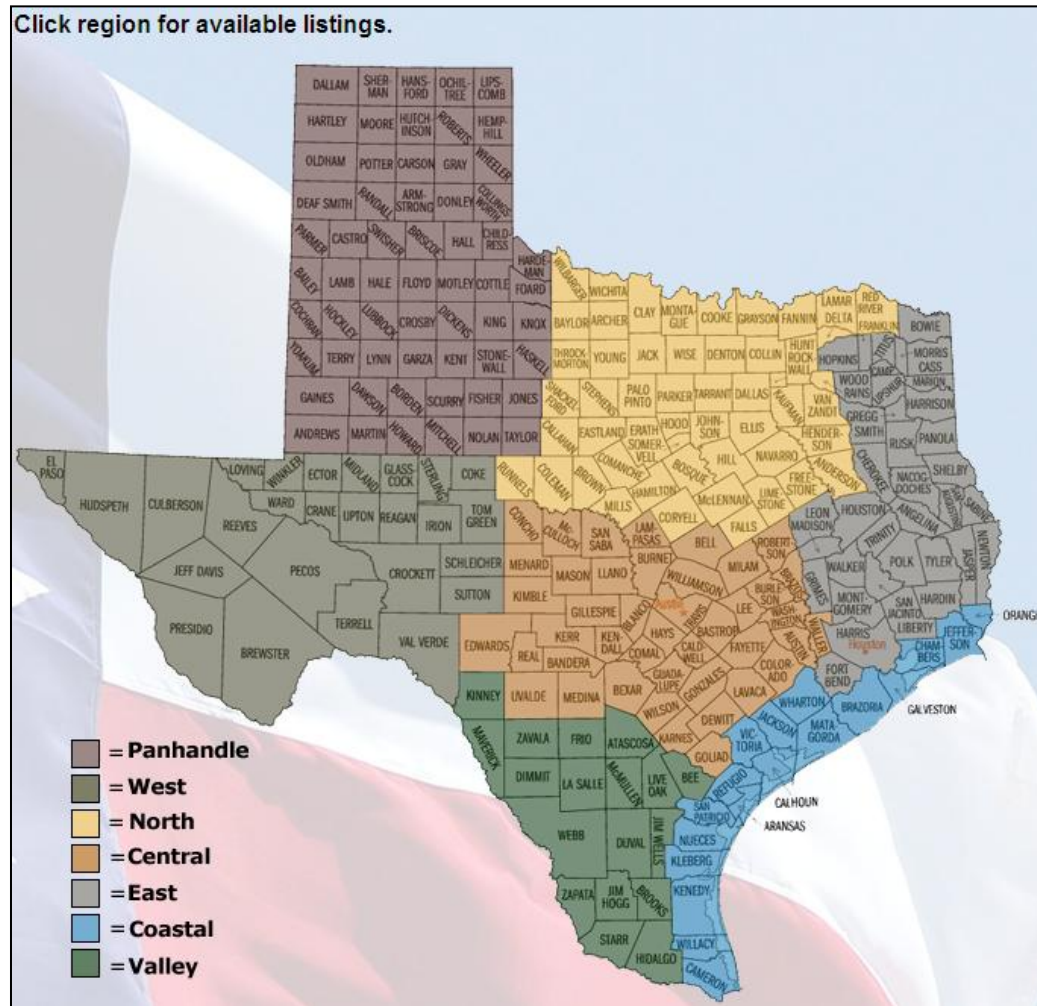 Click region for available listings.
DALLAM
SHER-
MAN
HANS-
FORD
OCHIL-
TREE
LIPS-
COMB
HARTLEY
MOORE
HUTCH-
INSON
ROBERTS
HEMP-
HILL
OLDHAM
POTTER
CARSON
GRAY
WHEELER
DEAF SMITH
RANDALL
ARM-
STRONG
DONLEY
COLLINGS
WORTH
PARMER
CASTRO
SWISHER
BRISCOE
HALL
CHILD-
RESS
HARDE-
MAN
BAILEY
LAMB
HALE
FLOYD
MOTLEY
COTTLE
FOARD
WILBARGER
WICHITA
COCHRAN
HOCKLEY
LUBBOCK
CROSBY
DICKENS
KING
KNOX
BAYLOR
ARCHER
CLAY
MONTA-
GUE
COOKE
GRAYSON
FANNIN
LAMAR
DELTA
RED
RIVER
FRANKLIN
BOWIE
YOAKUM
TERRY
LYNN
GARZA
KENT
STONE-
WALL
HASKELL
THROCK-
MORTON
YOUNG
JACK
WISE
DENTON
COLLIN
HUNT
ROCK-
WALL
HOPKINS
TITUS
CAMP
MORRIS
CASS
GAINES
DAWSON
BORDEN
SCURRY
FISHER
JONES
SHACKEL
FORD
STEPHENS
PALO
PINTO
PARKER
TARRANT
DALLAS
KAUFMAN
VAN
ZANDT
WOOD
RAINS
UPSHUR
MARION
HARRISON
GREGG
SMITH
ANDREWS
MARTIN
HOWARD
MITCHELL
NOLAN
TAYLOR
CALLAHAN
EASTLAND
ERATH
SOMER-
VELL
HOOD
JOHN-
SON
ELLIS
HENDER-
SON
RUSK
PANOLA
EL
PASO
HUDSPETH
CULBERSON
REEVES
LOVING
WINKLER
ECTOR
MIDLAND
GLASS-
COCK
STERLING
COKE
RUNNELS
COLEMAN
BROWN
COMANCHE
HAMILTON
BOSQUE
HILL
NAVARRO
FREE-
STONE
ANDERSON
CHEROKEE
NACOG-
DOCHES
SHELBY
SAN
AUGUSTINE
SABINE
WARD
CRANE
UPTON
REAGAN
IRION
TOM
GREEN
CONCHO
MC-
CULLOCH
SAN
SABA
MILLS
LAM-
PASAS
CORYELL
McLENNAN
LIME-
STONE
FALLS
LEON
MADISON
HOUSTON
TRINITY
ANGELINA
NEWTON
JASPER
JEFF DAVIS
PECOS
CROCKETT
SCHLEICHER
SUTTON
MENARD
MASON
LLANO
BURNET
BELL
WILLIAMSON
MILAM
ROBERT-
SON
BRAZOS
GRIMES
WALKER
POLK
TYLER
PRESIDIO
BREWSTER
TERRELL
VAL VERDE
KIMBLE
GILLESPIE
BLANCO
Austin
TRAVIS
LEE
BURLE-
SON
WASH-
INGTON
MONT-
GOMERY
SAN
JACINTO
HARDIN
LIBERTY
ORANGE
EDWARDS
REAL
KERR
BANDERA
KEN-
DALL
HAYS
COMAL
CALD-
WELL
BASTROP
FAYETTE
AUSTIN
WALLER
HARRIS
Houston
CHAM-
BERS
JEFFER-
SON
KINNEY
UVALDE
MEDINA
BEXAR
GUADA-
LUPE
GONZALES
COLOR-
ADO
LAVACA
FORT
BEND
WHARTON
BRAZORIA
GALVESTON
WILSON
DEWITT
KARNES
GOLIAD
VIC-
TORIA
JACKSON
MATA-
GORDA
MAVERICK
ZAVALA
FRIO
ATASCOSA
DIMMIT
LA SALLE
McMULLEN
LIVE
OAK
BEE
REFUGIO
CALHOUN
ARANSAS
SAN
PATRICIO
WEBB
DUVAL
JIM WELLS
NUECES
KLEBERG
KENEDY
ZAPATA
JIM
HOGG
BROOKS
STARR
HIDALGO
WILLACY
CAMERON
=Panhandle
=West
=North
=Central
=East
=Coastal
=Valley